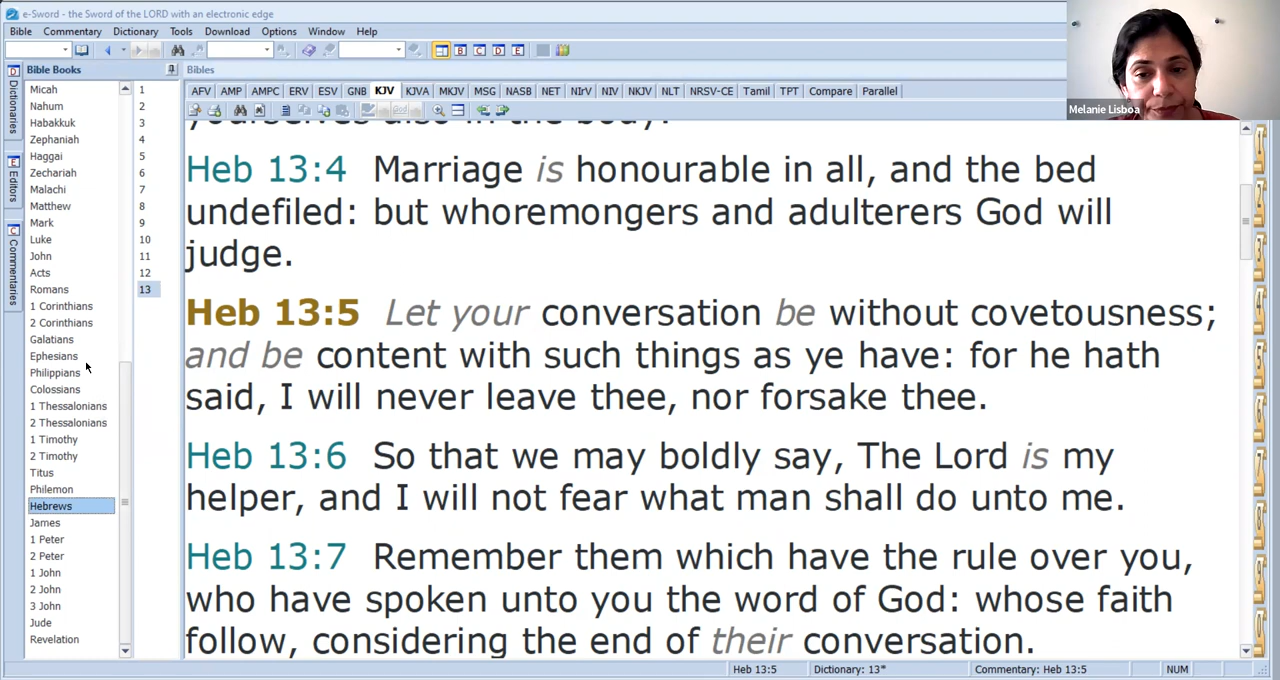 e-Sword - the Sword of the LORD with an electronic edge
Bible Commentary Dictionary Tools Download Options Window Help
Bible Books
Bibles
AFV AMP AMPC ERV ESV GNB KJV KJVA MKJV MSG NASB NET NIrV NIV NKJV NLT NRSV-CE Tamil TPT Compare Parallel
Dictionaries
Editors
Commentaries
Micah
Nahum
Habakkuk
Zephaniah
Haggai
Zechariah
Malachi
Matthew
Mark
Luke
John
Acts
Romans
1 Corinthians
2 Corinthians
Galatians
Ephesians
Philippians
Colossians
1 Thessalonians
2 Thessalonians
1 Timothy
2 Timothy
Titus
Philemon
Hebrews
James
1 Peter
2 Peter
1 John
2 John
3 John
Jude
Revelation
1
2
3
4
5
6
7
8
9
10
11
12
13
yourselves also in the body.
Heb 13:4 Marriage is honourable in all, and the bed
undefiled: but whoremongers and adulterers God will
judge.
Heb 13:5 Let your conversation be without covetousness;
and be content with such things as ye have: for he hath
said, I will never leave thee, nor forsake thee.
Heb 13:6 So that we may boldly say, The Lord is my
helper, and I will not fear what man shall do unto me.
Heb 13:7 Remember them which have the rule over you,
who have spoken unto you the word of God: whose faith
follow, considering the end of their conversation.
Melanie Lisboa
Heb 13:5 Dictionary: 13* Commentary: Heb 13:5 NUM